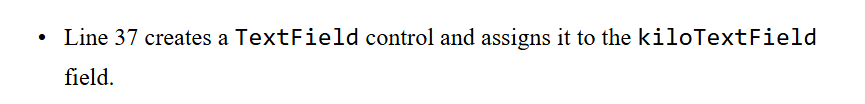 • Line 37 creates a TextField control and assigns it to the kiloTextField
field.